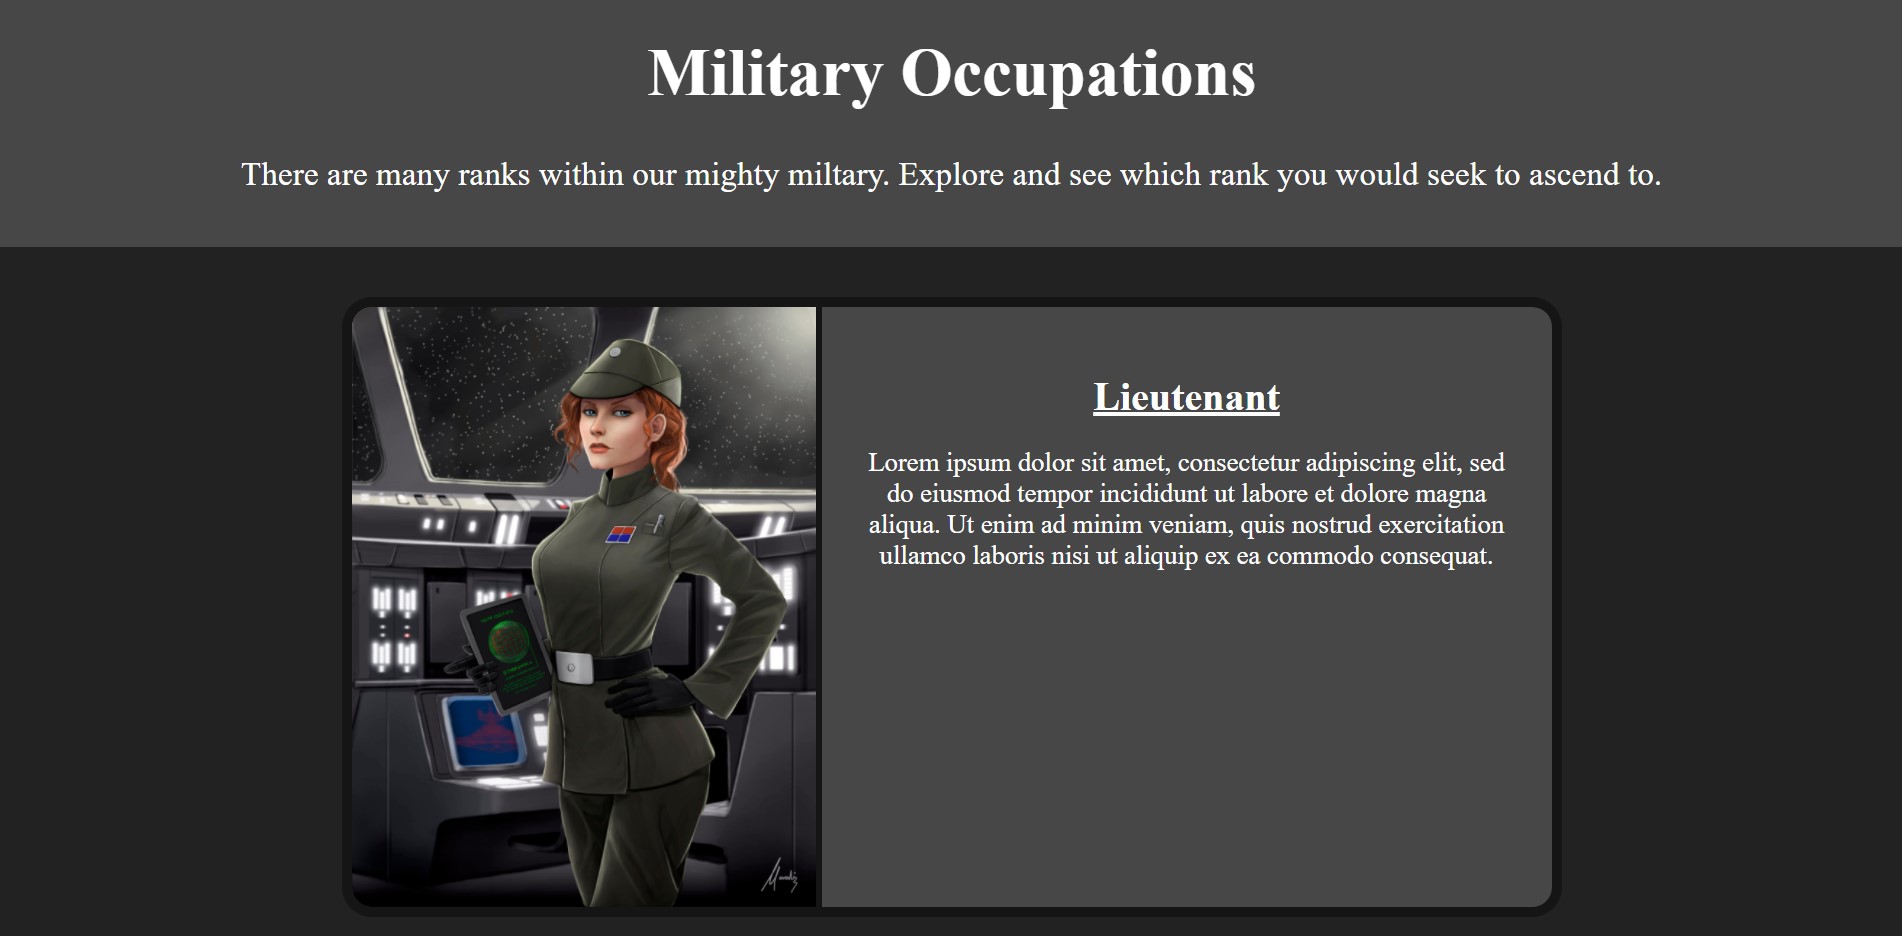 Military Occupations
There are many ranks within our mighty miltary. Explore and see which rank you would seek to ascend to.
Lieutenant
Lorem ipsum dolor sit amet, consectetur adipiscing elit, sed
do eiusmod tempor incididunt ut labore et dolore magna
aliqua. Ut enim ad minim veniam, quis nostrud exercitation
ullamco laboris nisi ut aliquip ex ea commodo consequat.